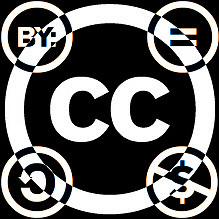 BY:
=
CC
Ↄ $